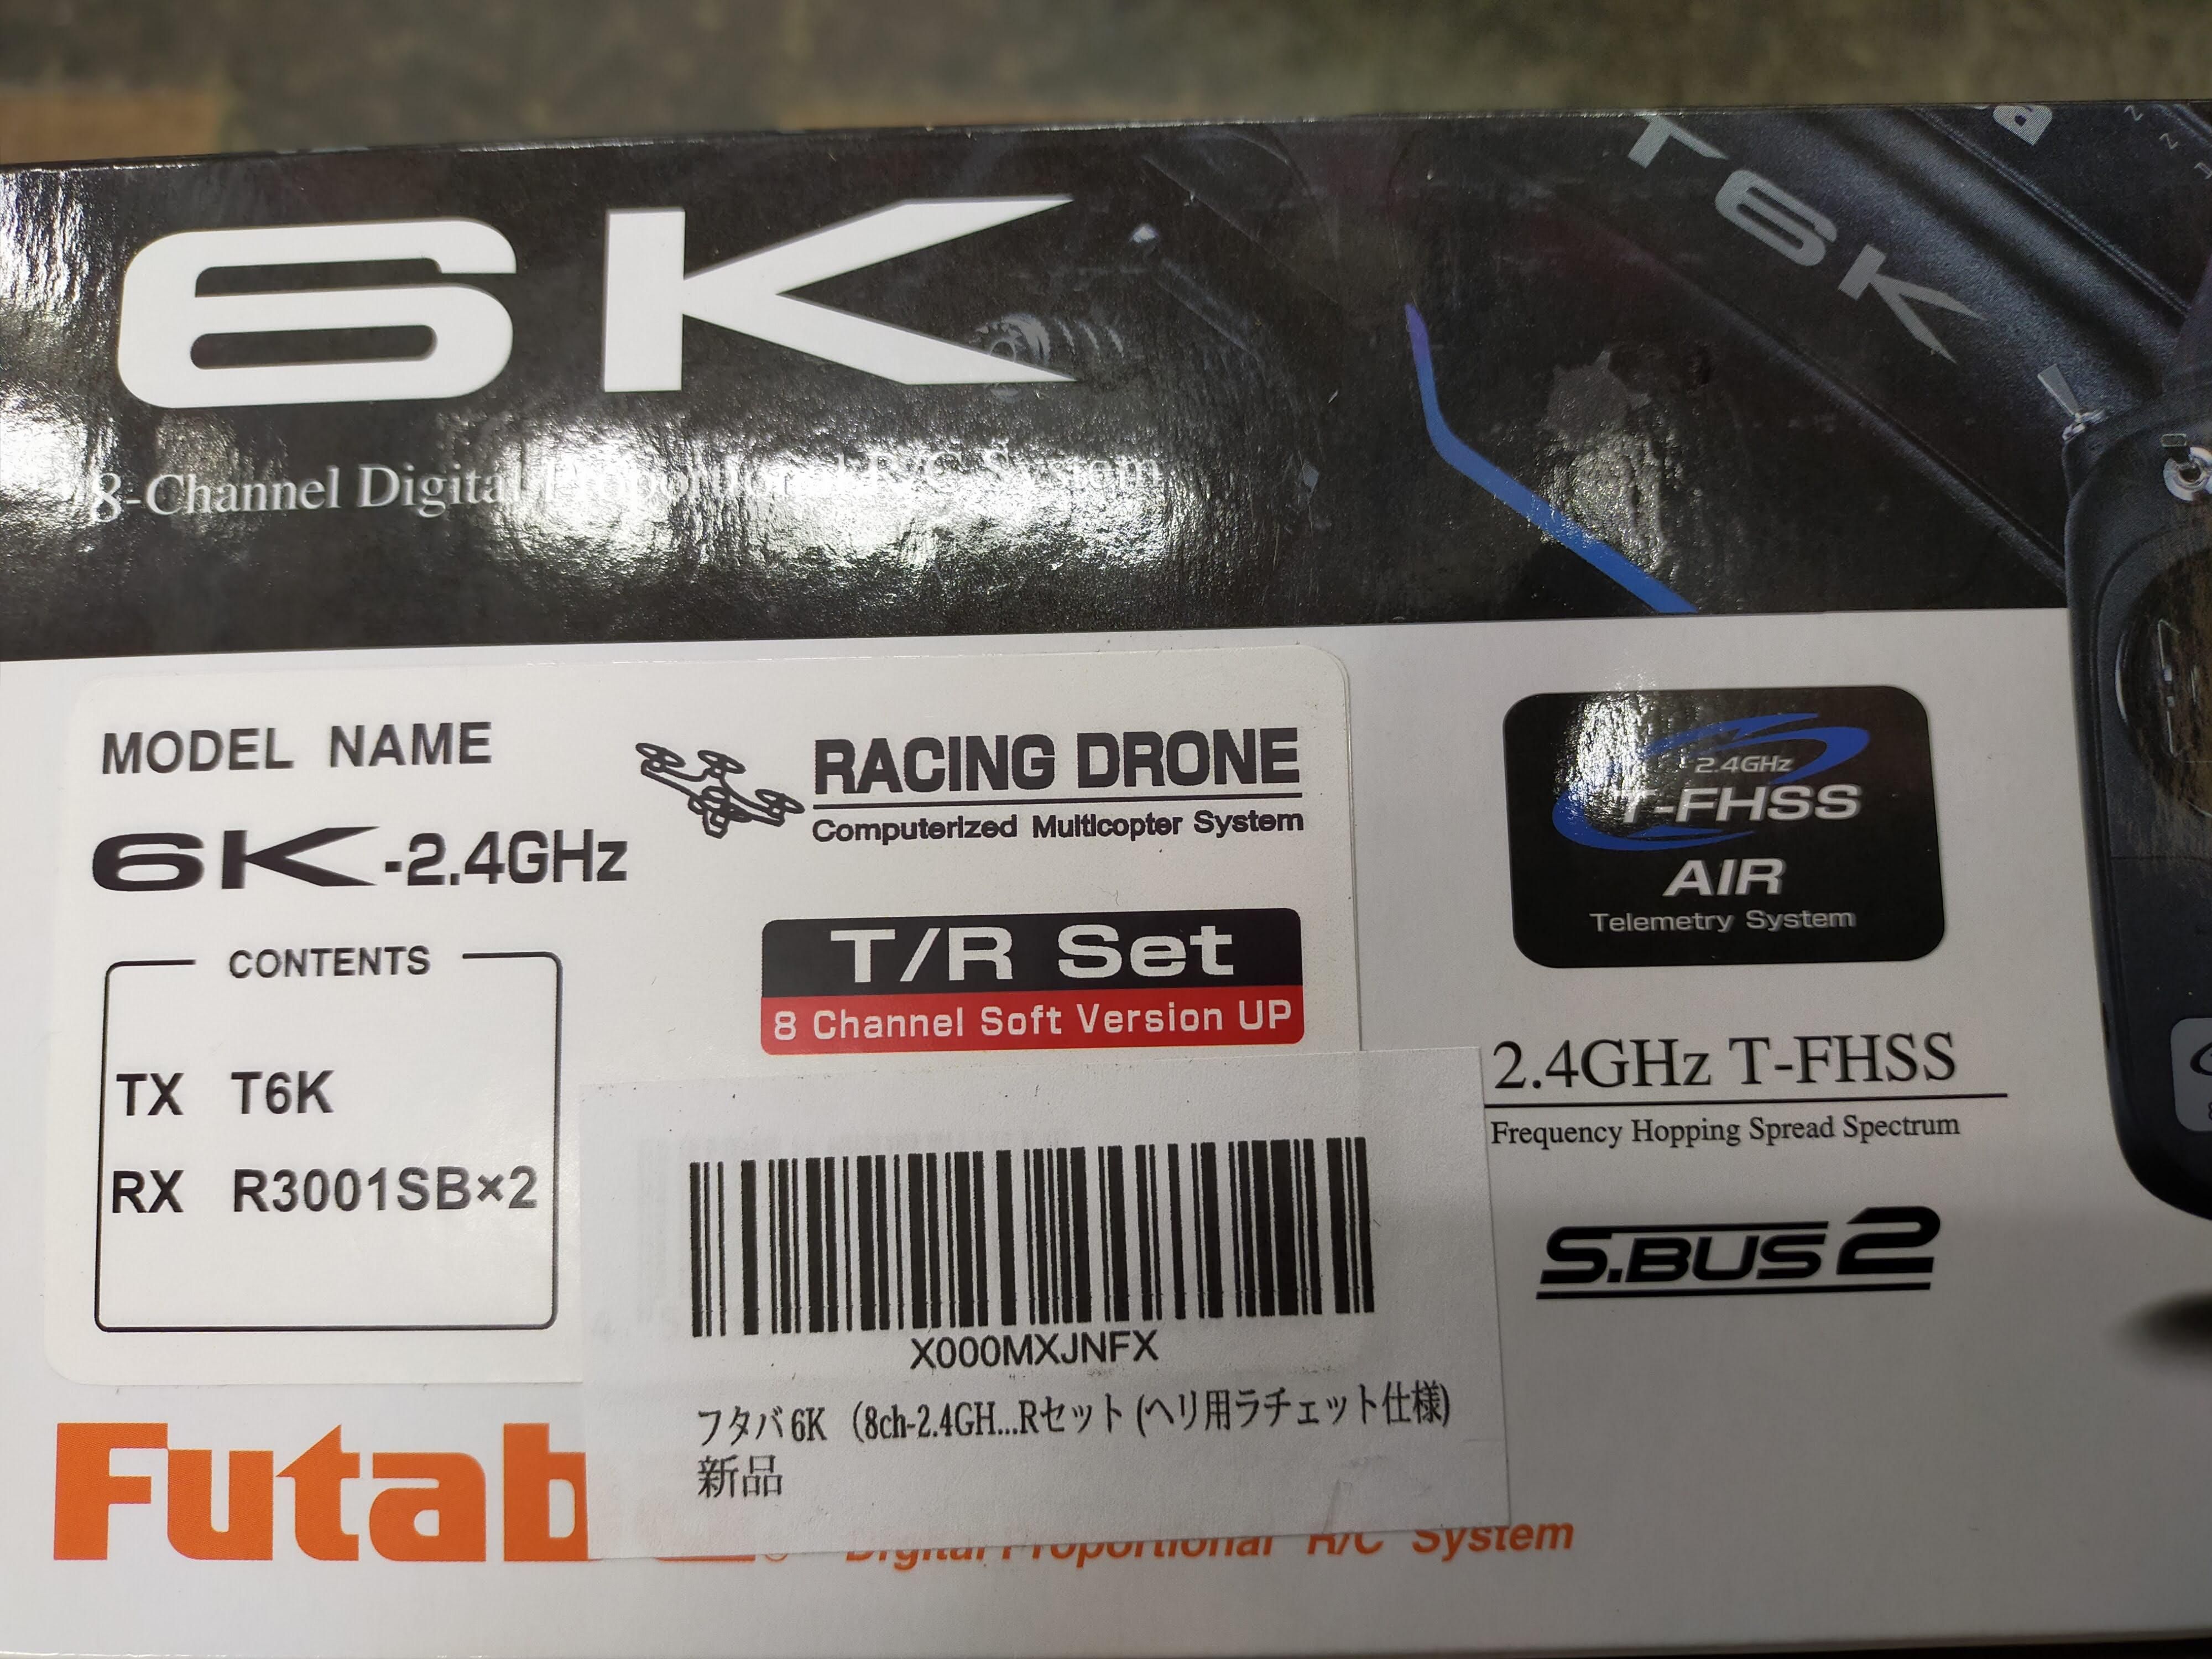 6K
T6K
8-Channel Digital Proportional R/C System
MODEL NAME
6K-2.4GHz
RACING DRONE
Computerized Multicopter System
T/R Set
8 Channel Soft Version UP
CONTENTS
TX T6K
RX R3001SB×2
2.4GHz
T-FHSS
AIR
Telemetry System
2.4GHz T-FHSS
Frequency Hopping Spread Spectrum
S.BUS2
X000MXJNFX
フタバ 6K (8ch-2.4GH...Rセット (ヘリ用ラチェット仕様)
新品
Futab
Digital Proportional R/C System